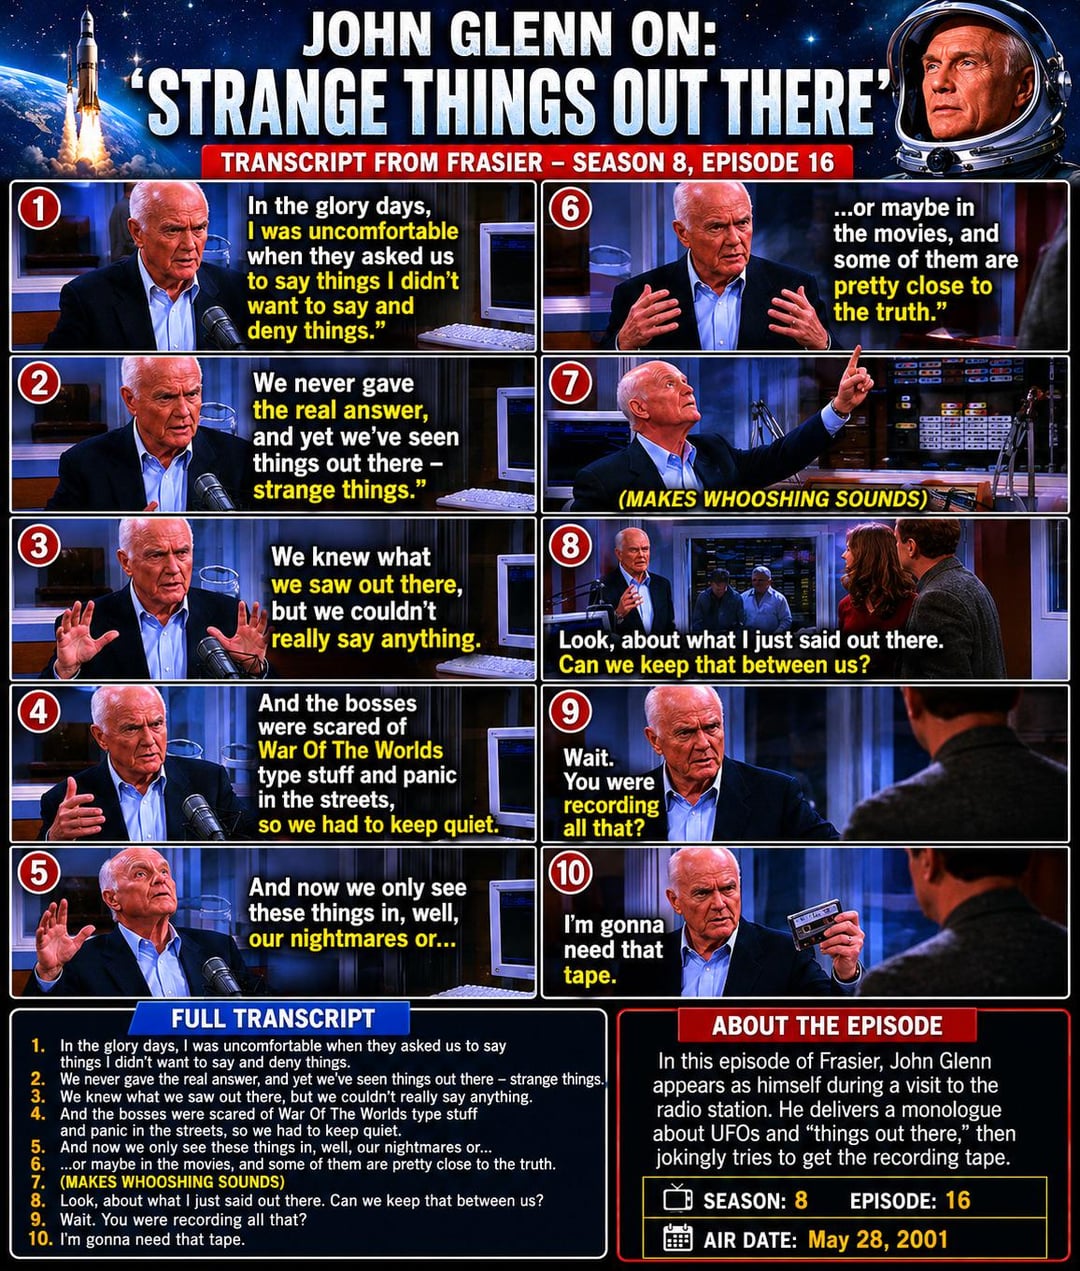 JOHN GLENN ON:
‘STRANGE THINGS OUT THERE’
TRANSCRIPT FROM FRASIER – SEASON 8, EPISODE 16
1
In the glory days,
I was uncomfortable
when they asked us
to say things I didn’t
want to say and
deny things.”
2
We never gave
the real answer,
and yet we’ve seen
things out there –
strange things.”
3
We knew what
we saw out there,
but we couldn’t
really say anything.
4
And the bosses
were scared of
War Of The Worlds
type stuff and panic
in the streets,
so we had to keep quiet.
5
And now we only see
these things in, well,
our nightmares or...
6
...or maybe in
the movies, and
some of them are
pretty close to
the truth.”
7
(MAKES WHOOSHING SOUNDS)
8
Look, about what I just said out there.
Can we keep that between us?
9
Wait.
You were
recording
all that?
10
I’m gonna
need that
tape.
FULL TRANSCRIPT
1. In the glory days, I was uncomfortable when they asked us to say
things I didn’t want to say and deny things.
2. We never gave the real answer, and yet we’ve seen things out there – strange things.
3. We knew what we saw out there, but we couldn’t really say anything.
4. And the bosses were scared of War Of The Worlds type stuff
and panic in the streets, so we had to keep quiet.
5. And now we only see these things in, well, our nightmares or...
6. ...or maybe in the movies, and some of them are pretty close to the truth.
7. (MAKES WHOOSHING SOUNDS)
8. Look, about what I just said out there. Can we keep that between us?
9. Wait. You were recording all that?
10. I’m gonna need that tape.
ABOUT THE EPISODE
In this episode of Frasier, John Glenn
appears as himself during a visit to the
radio station. He delivers a monologue
about UFOs and “things out there,” then
jokingly tries to get the recording tape.
SEASON: 8 EPISODE: 16
AIR DATE: May 28, 2001